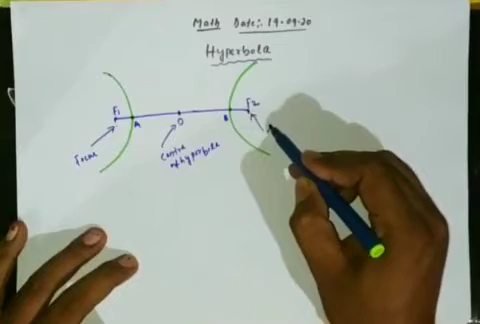 Math Date:- 19-09-20
Hyperbola
F₁ A O B F₂
Focus
Centre
of hyperbola